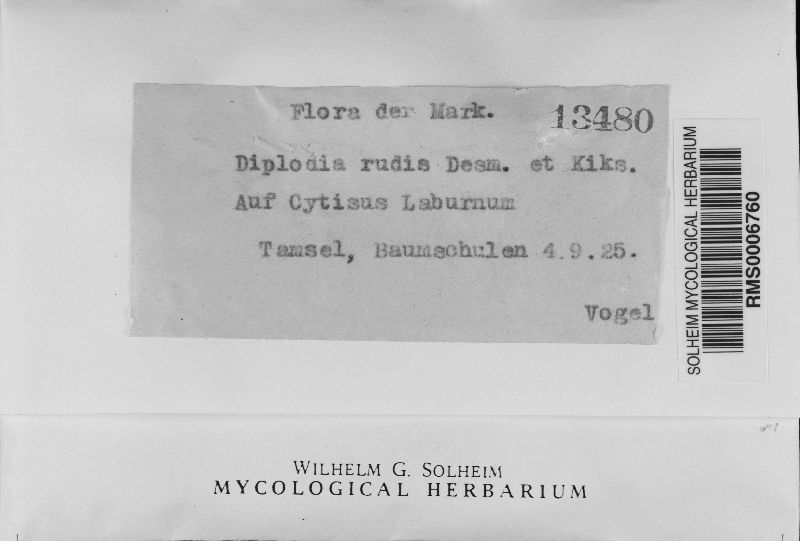 Flora der Mark. 13480
Diplodia rudis Desm. et Kiks.
Auf Cytisus Laburnum
Tamsel, Baumschulen 4.9.25.
Vogel
SOLHEIM MYCOLOGICAL HERBARIUM
RMS0006760
WILHELM G. SOLHEIM
MYCOLOGICAL HERBARIUM